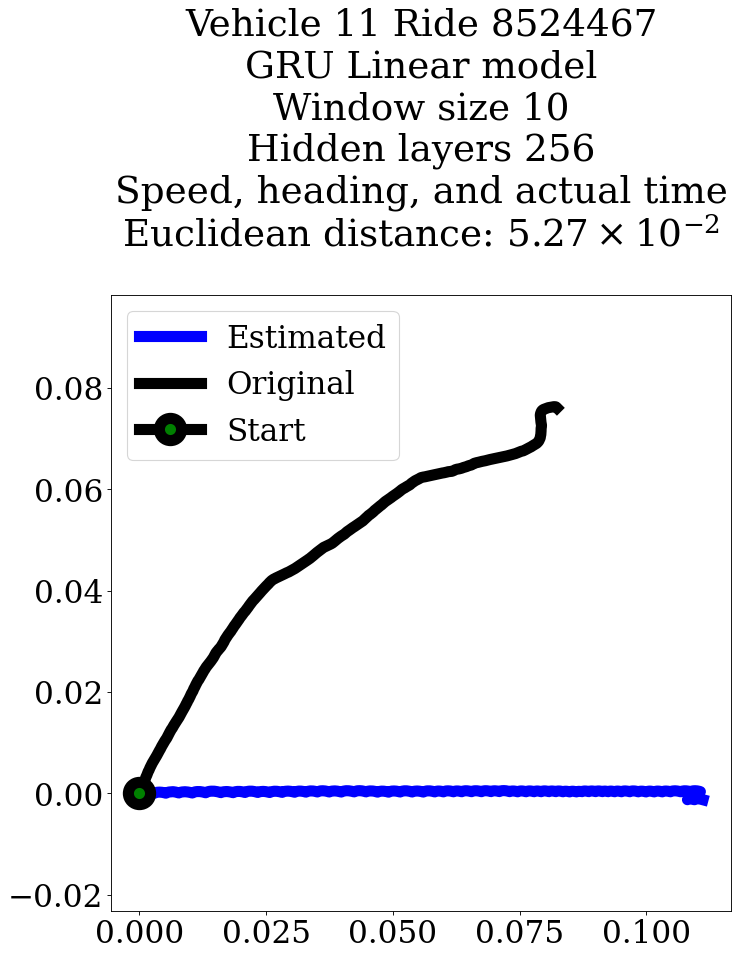 Vehicle 11 Ride 8524467
GRU Linear model
Window size 10
Hidden layers 256
Speed, heading, and actual time
Euclidean distance: 5.27 × 10⁻²
Estimated
Original
Start
0.08
0.06
0.04
0.02
0.00
−0.02
0.000 0.025 0.050 0.075 0.100